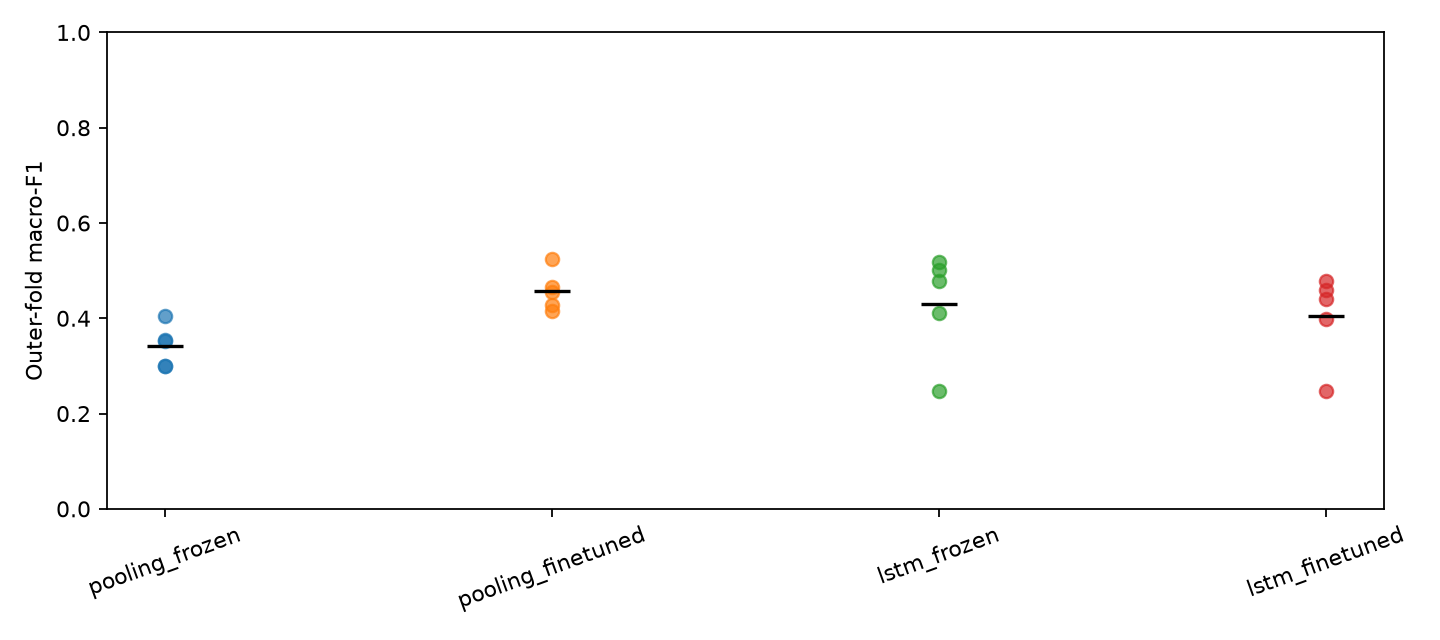 1.0
0.8
0.6
0.4
0.2
0.0
Outer-fold macro-F1
pooling_frozen
pooling_finetuned
lstm_frozen
lstm_finetuned